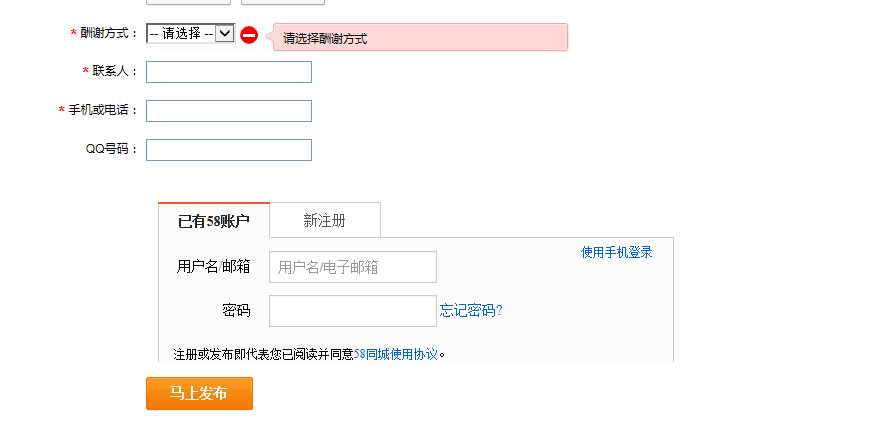 * 酬谢方式： -- 请选择 -- 请选择酬谢方式
* 联系人：
* 手机或电话：
QQ号码：
已有58账户 新注册
使用手机登录
用户名/邮箱 用户名/电子邮箱
密码 忘记密码?
注册或发布即代表您已阅读并同意58同城使用协议。
马上发布